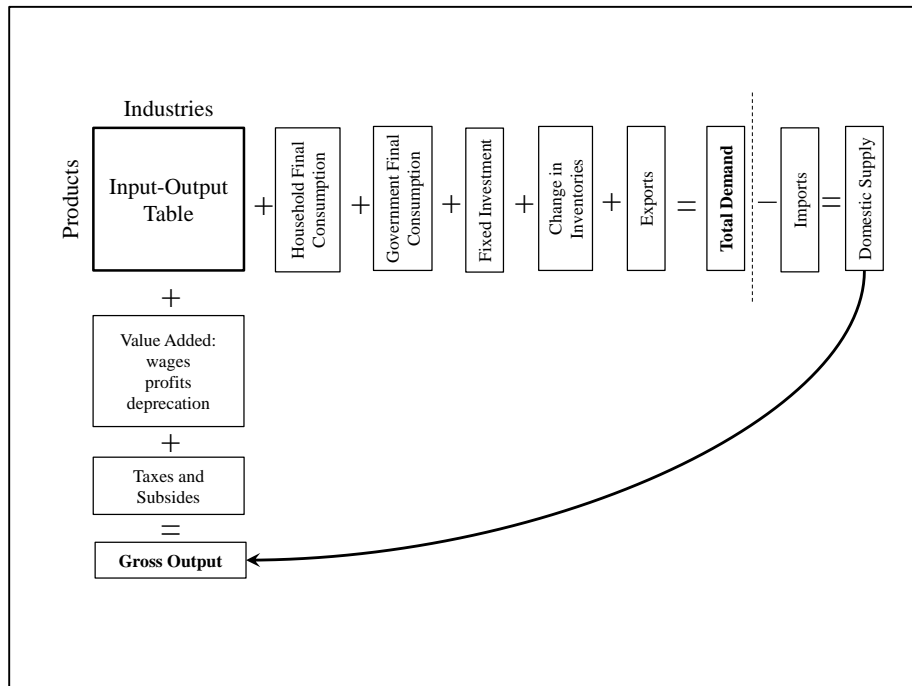 Industries
Products
Input-Output
Table
+
Household Final
Consumption
+
Government Final
Consumption
+
Fixed Investment
+
Change in
Inventories
+
Exports
=
Total Demand
−
Imports
=
Domestic Supply
+
Value Added:
wages
profits
deprecation
+
Taxes and
Subsides
=
Gross Output